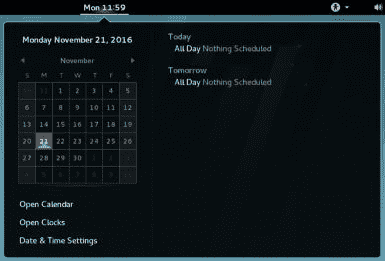 Mon 11:59
Monday November 21, 2016
November
S M T W T F S
30 31 1 2 3 4 5
6 7 8 9 10 11 12
13 14 15 16 17 18 19
20 21 22 23 24 25 26
27 28 29 30 1 2 3
4 5 6 7 8 9 10
Open Calendar
Open Clocks
Date & Time Settings
Today
All Day Nothing Scheduled
Tomorrow
All Day Nothing Scheduled